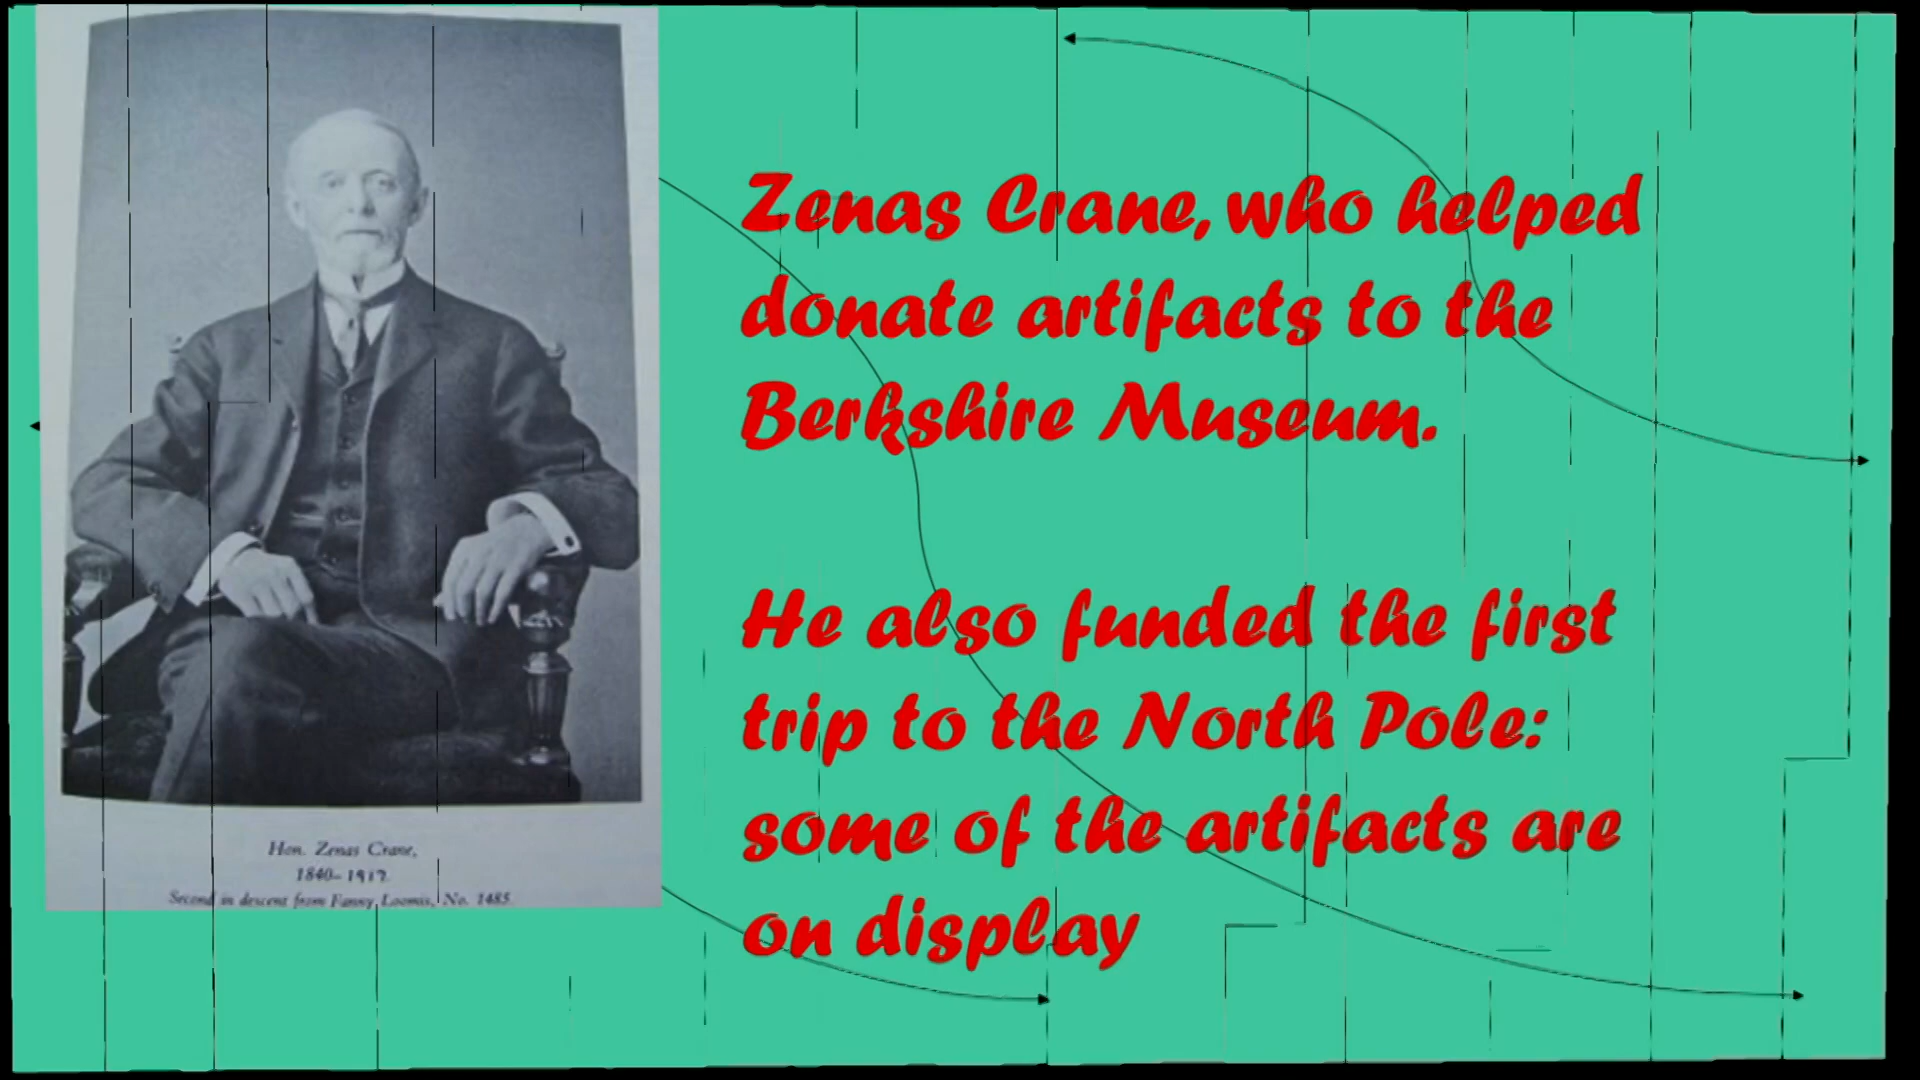 Zenas Crane, who helped
donate artifacts to the
Berkshire Museum.
He also funded the first
trip to the North Pole:
some of the artifacts are
on display
Hon. Zenas Crane,
1840–1917.
Second in descent from Fanny Loomis, No. 1485.